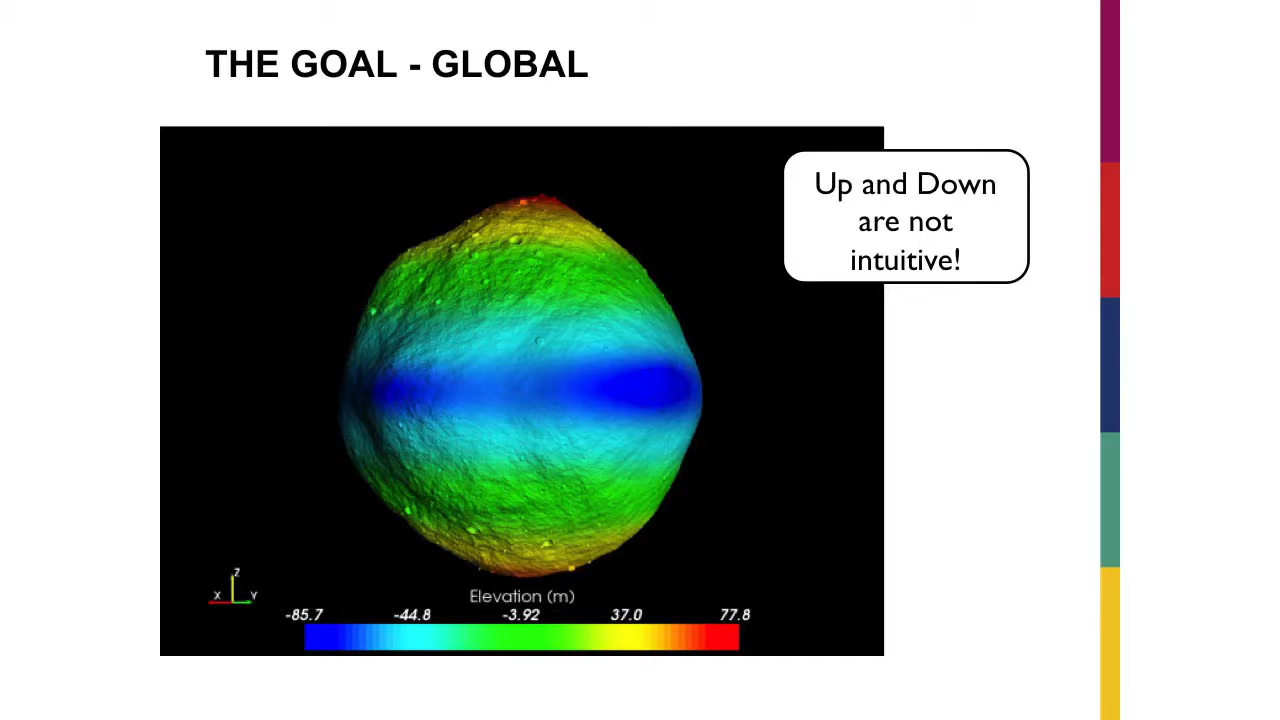 THE GOAL - GLOBAL
Up and Down
are not
intuitive!
Z
X Y
Elevation (m)
-85.7 -44.8 -3.92 37.0 77.8